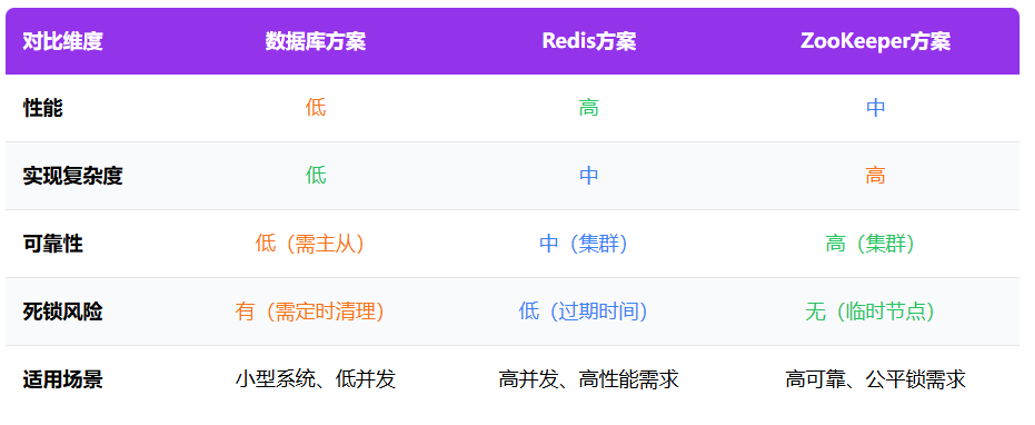 对比维度 数据库方案 Redis方案 ZooKeeper方案
性能 低 高 中
实现复杂度 低 中 高
可靠性 低（需主从） 中（集群） 高（集群）
死锁风险 有（需定时清理） 低（过期时间） 无（临时节点）
适用场景 小型系统、低并发 高并发、高性能需求 高可靠、公平锁需求